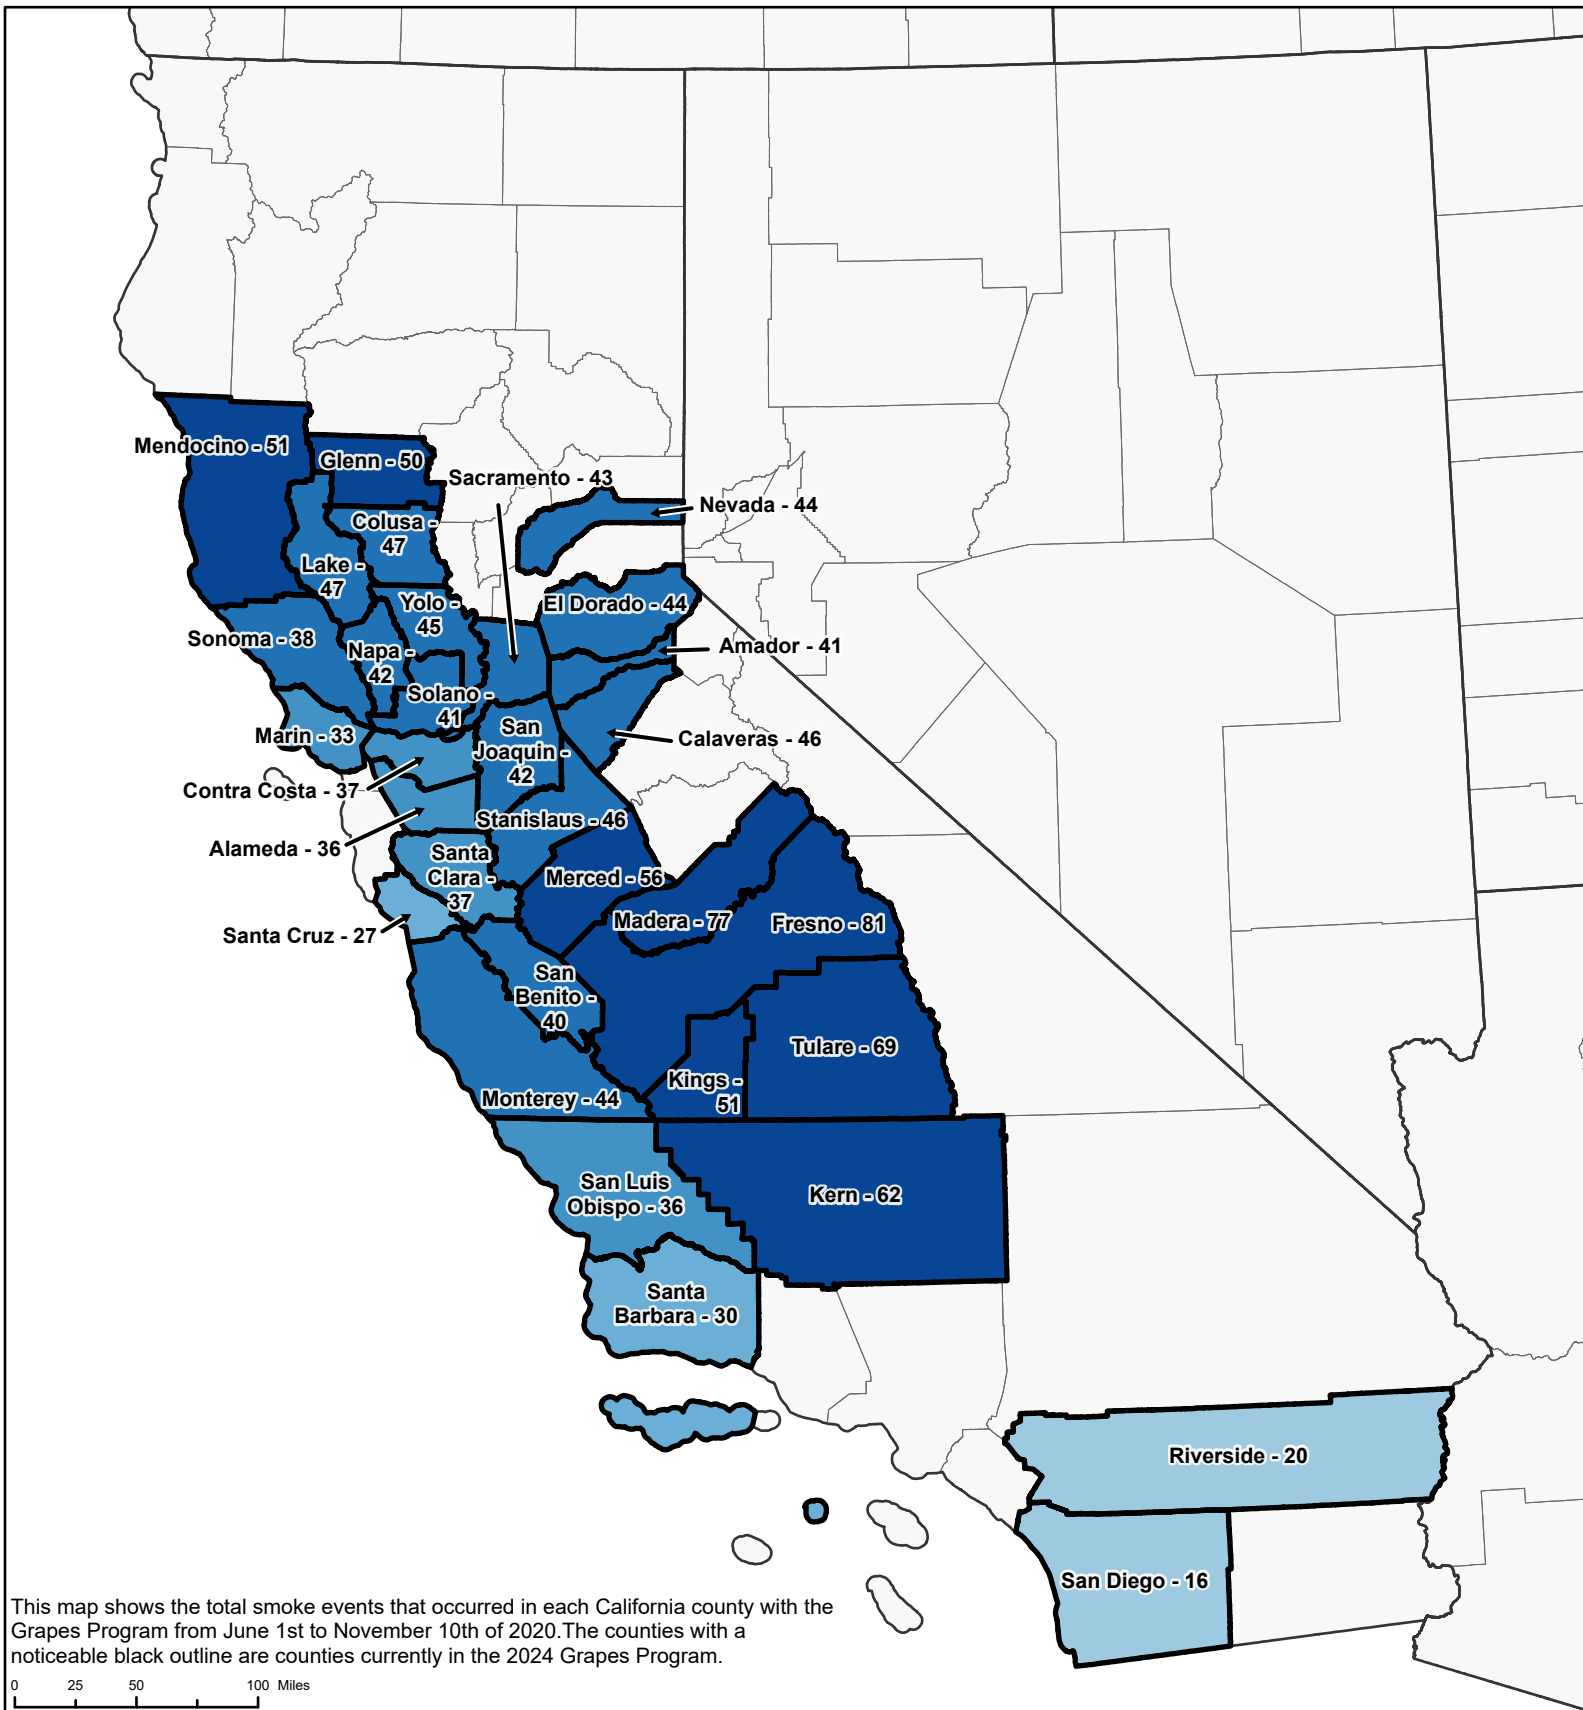 Mendocino - 51
Glenn - 50
Sacramento - 43
Nevada - 44
Colusa -
47
Lake -
47
Yolo -
45
El Dorado - 44
Sonoma - 38
Napa -
42
Amador - 41
Solano -
41
Marin - 33
San
Joaquin -
42
Calaveras - 46
Contra Costa - 37
Stanislaus - 46
Alameda - 36
Santa
Clara -
37
Merced - 56
Madera - 77
Fresno - 81
Santa Cruz - 27
San
Benito -
40
Tulare - 69
Kings -
51
Monterey - 44
San Luis
Obispo - 36
Kern - 62
Santa
Barbara - 30
Riverside - 20
San Diego - 16
This map shows the total smoke events that occurred in each California county with the
Grapes Program from June 1st to November 10th of 2020.The counties with a
noticeable black outline are counties currently in the 2024 Grapes Program.
0 25 50 100 Miles